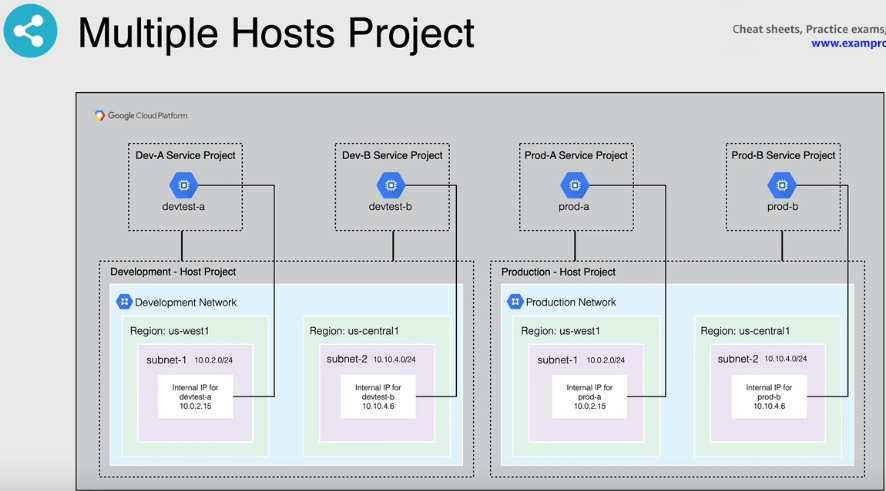 Multiple Hosts Project
Cheat sheets, Practice exams,
Google Cloud Platform
Dev-A Service Project
devtest-a
Dev-B Service Project
devtest-b
Prod-A Service Project
prod-a
Prod-B Service Project
prod-b
Development - Host Project
Development Network
Region: us-west1
subnet-1 10.0.2.0/24
Internal IP for
devtest-a
10.0.2.15
Region: us-central1
subnet-2 10.10.4.0/24
Internal IP for
devtest-b
10.10.4.6
Production - Host Project
Production Network
Region: us-west1
subnet-1 10.0.2.0/24
Internal IP for
prod-a
10.0.2.15
Region: us-central1
subnet-2 10.10.4.0/24
Internal IP for
prod-b
10.10.4.6